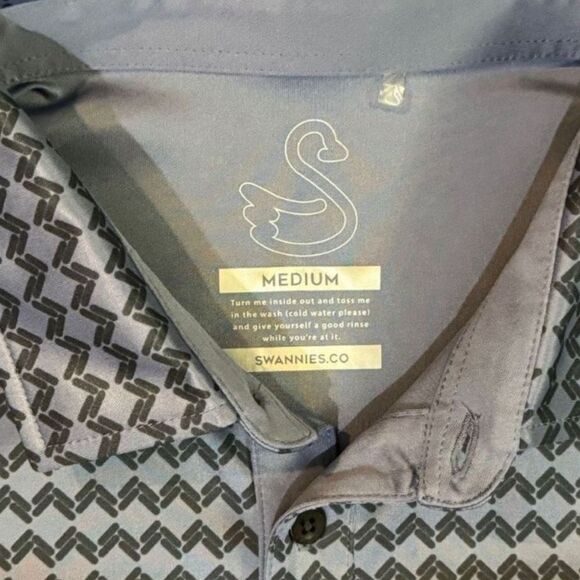 MEDIUM
Turn me inside out and toss me
in the wash (cold water please)
and give yourself a good rinse
while you're at it.
SWANNIES.CO